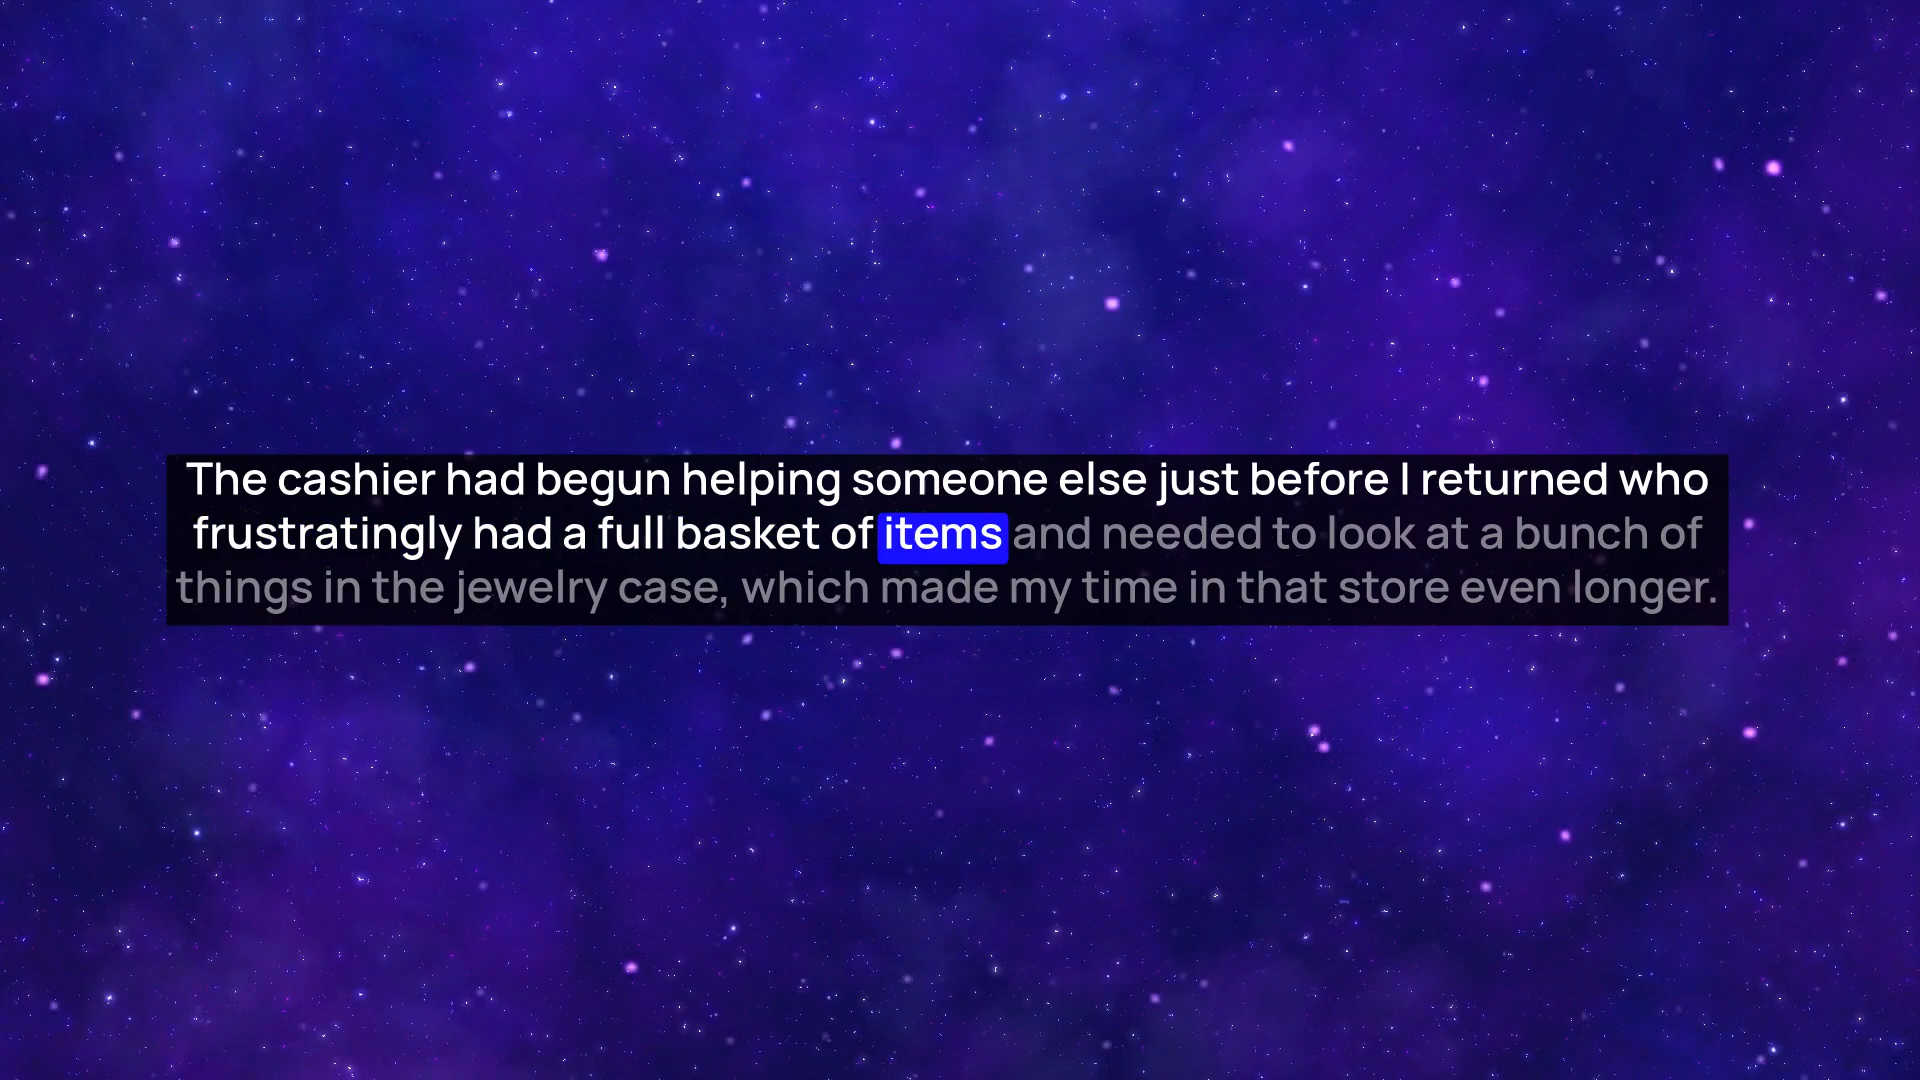 The cashier had begun helping someone else just before I returned who
frustratingly had a full basket of items and needed to look at a bunch of
things in the jewelry case, which made my time in that store even longer.